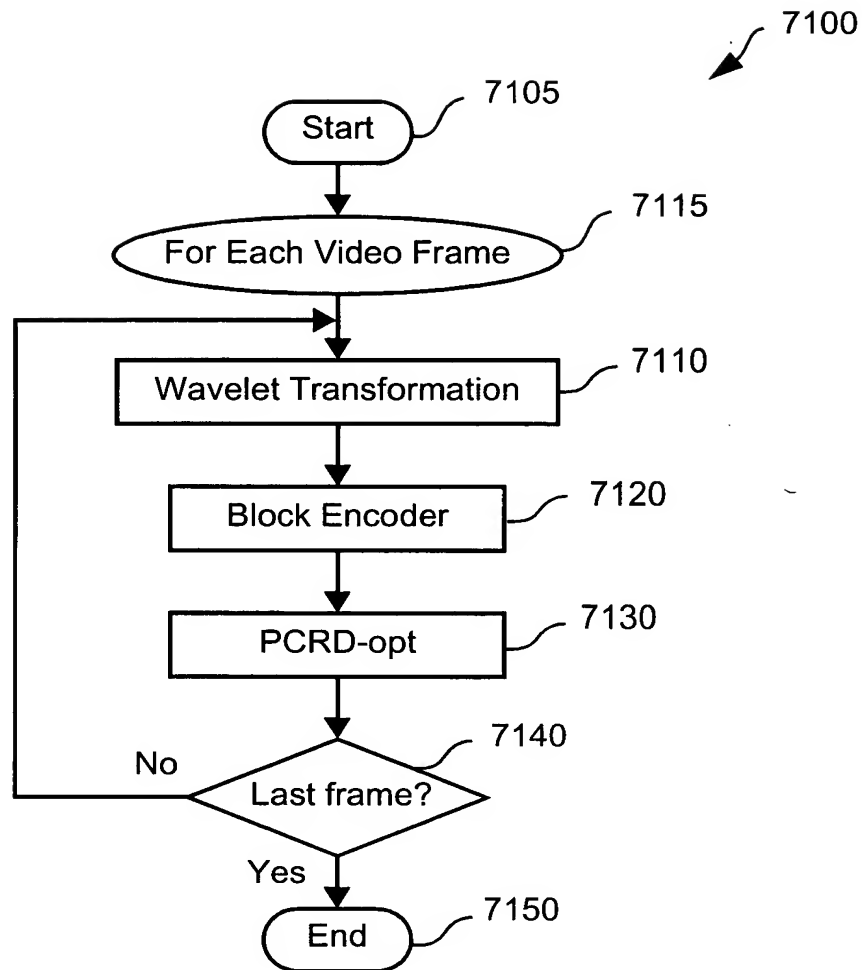 7100
Start
7105
For Each Video Frame
7115
Wavelet Transformation
7110
Block Encoder
7120
PCRD-opt
7130
Last frame?
7140
No
Yes
End
7150